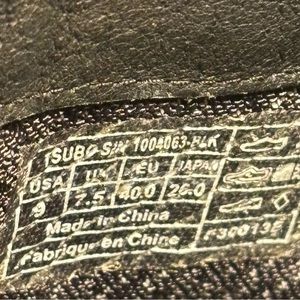 TSUBO S/N 1004063-BLK
USA UK EU JAPAN
9 7.5 40.0 26.0
Made in China
Fabriqué en Chine